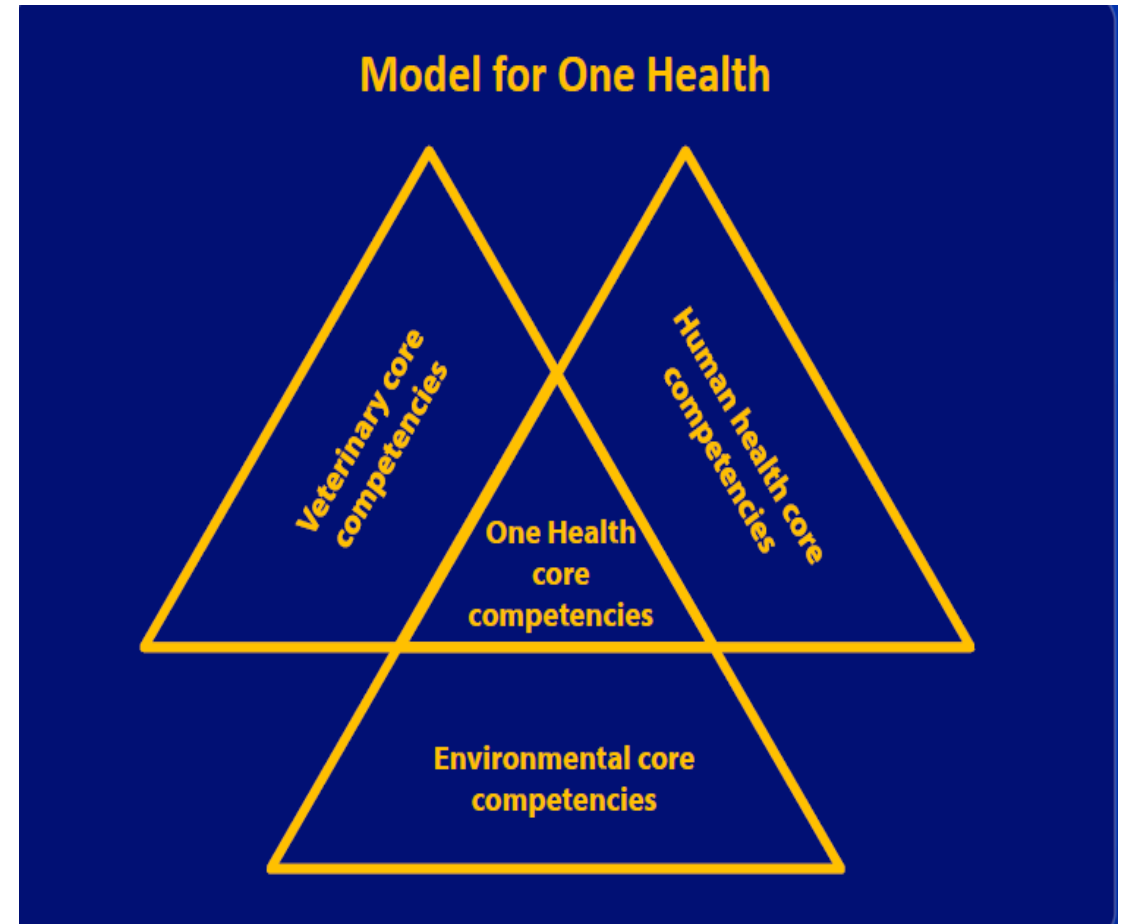 Model for One Health
Veterinary core
competencies
Human health core
competencies
One Health
core
competencies
Environmental core
competencies